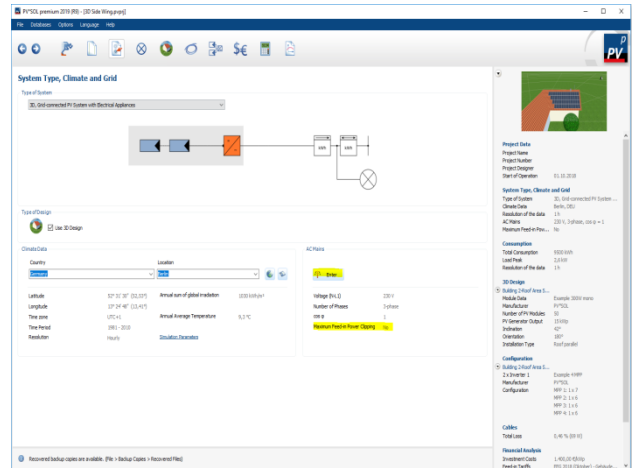 PV*SOL premium 2019 (R9) - [3D Side Wing.pvprj]
File Databases Options Language Help
p
PV
System Type, Climate and Grid
Type of System
3D, Grid-connected PV System with Electrical Appliances
kWh kWh
Type of Design
Use 3D Design
Climate Data
Country Location
Germany Berlin
Latitude 52° 31' 30" (52,53°) Annual sum of global irradiation 1030 kWh/m²
Longitude 13° 24' 48" (13,41°)
Time zone UTC+1 Annual Average Temperature 9,2 °C
Time Period 1981 - 2010
Resolution Hourly Simulation Parameters
AC Mains
Enter...
Voltage (N-L1) 230 V
Number of Phases 3-phase
cos φ 1
Maximum Feed-in Power Clipping No
Project Data
Project Name
Project Number
Project Designer
Start of Operation 01.10.2018
System Type, Climate and Grid
Type of System 3D, Grid-connected PV System ...
Climate Data Berlin, DEU
Resolution of the data 1 h
AC Mains 230 V, 3-phase, cos φ = 1
Maximum Feed-in Pow... No
Consumption
Total Consumption 9500 kWh
Load Peak 2,6 kW
Resolution of the data 1 h
3D Design
Building 2-Roof Area S...
Module Data Example 300W mono
Manufacturer PV*SOL
Number of PV Modules 50
PV Generator Output 15 kWp
Inclination 42°
Orientation 180°
Installation Type Roof parallel
Configuration
Building 2-Roof Area S...
2 x Inverter 1 Example 4 MPP
Manufacturer PV*SOL
Configuration MPP 1: 1 x 7
MPP 2: 1 x 6
MPP 3: 1 x 6
MPP 4: 1 x 6
Cables
Total Loss
Financial Analysis
Investment Costs 1.400,00 €/kWp
Feed-in Tariffs
Recovered backup copies are available. (File > Backup Copies > Recovered Files)